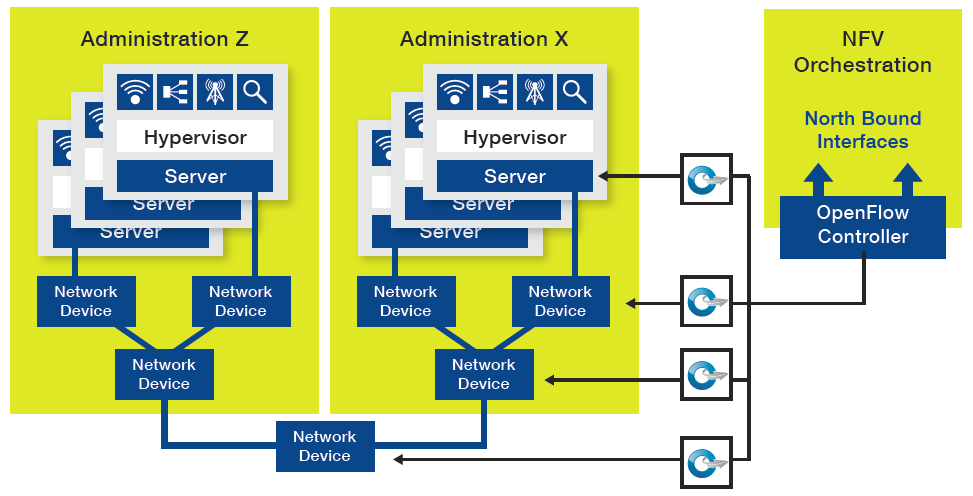 Administration Z
Hypervisor
Server
Server
Server
Network
Device
Network
Device
Network
Device
Administration X
Hypervisor
Server
Server
Server
Network
Device
Network
Device
Network
Device
Network
Device
NFV
Orchestration
North Bound
Interfaces
OpenFlow
Controller